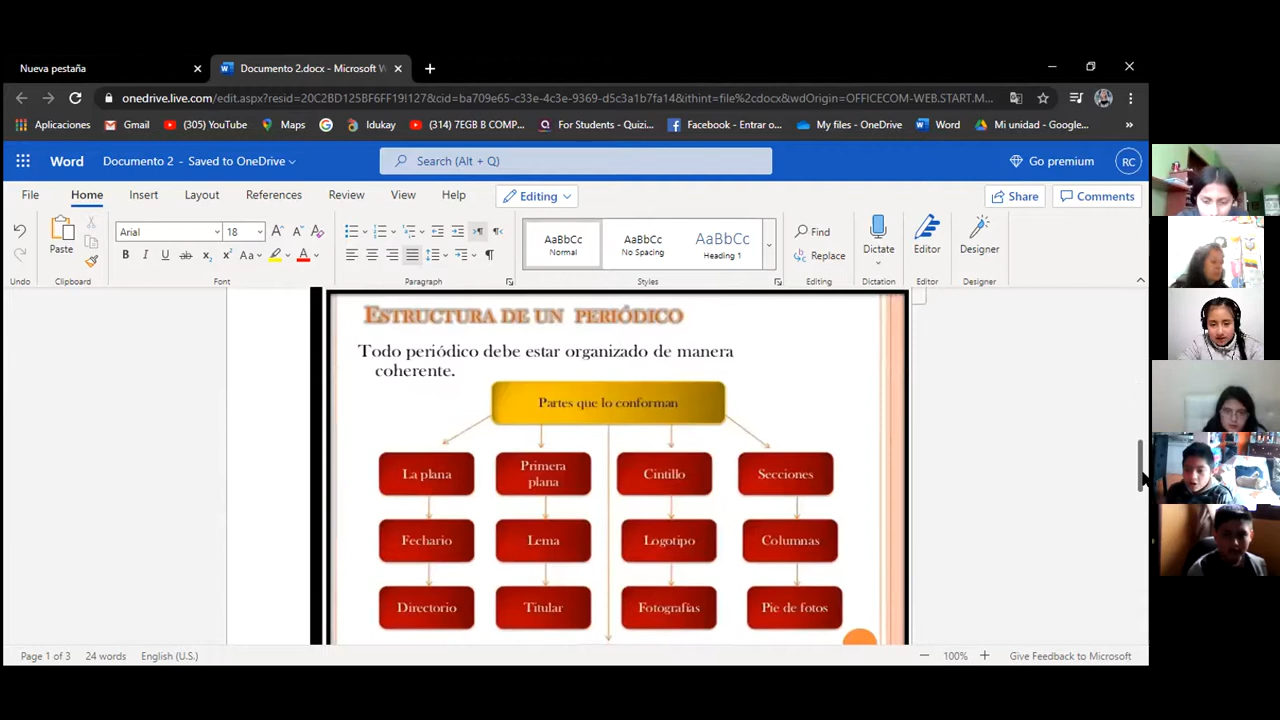 Nueva pestaña
Documento 2.docx - Microsoft W
onedrive.live.com/edit.aspx?resid=20C2BD125BF6FF19!127&cid=ba709e65-c33e-4c3e-9369-d5c3a1b7fa14&ithint=file%2cdocx&wdOrigin=OFFICECOM-WEB.START.M...
Aplicaciones Gmail (305) YouTube Maps Idukay (314) 7EGB B COMP... For Students - Quizi... Facebook - Entrar o... My files - OneDrive Word Mi unidad - Google... »
Word Documento 2 - Saved to OneDrive Search (Alt + Q) Go premium RC
File Home Insert Layout References Review View Help Editing Share Comments
Paste Arial 18 AaBbCc AaBbCc AaBbCc Find Dictate Editor Designer
Normal No Spacing Heading 1 Replace
Undo Clipboard Font Paragraph Styles Editing Dictation Editor Designer
ESTRUCTURA DE UN PERIÓDICO
Todo periódico debe estar organizado de manera
coherente.
Partes que lo conforman
La plana
Primera
plana
Cintillo
Secciones
Fechario
Lema
Logotipo
Columnas
Directorio
Titular
Fotografías
Pie de fotos
Page 1 of 3 24 words English (U.S.) 100% Give Feedback to Microsoft